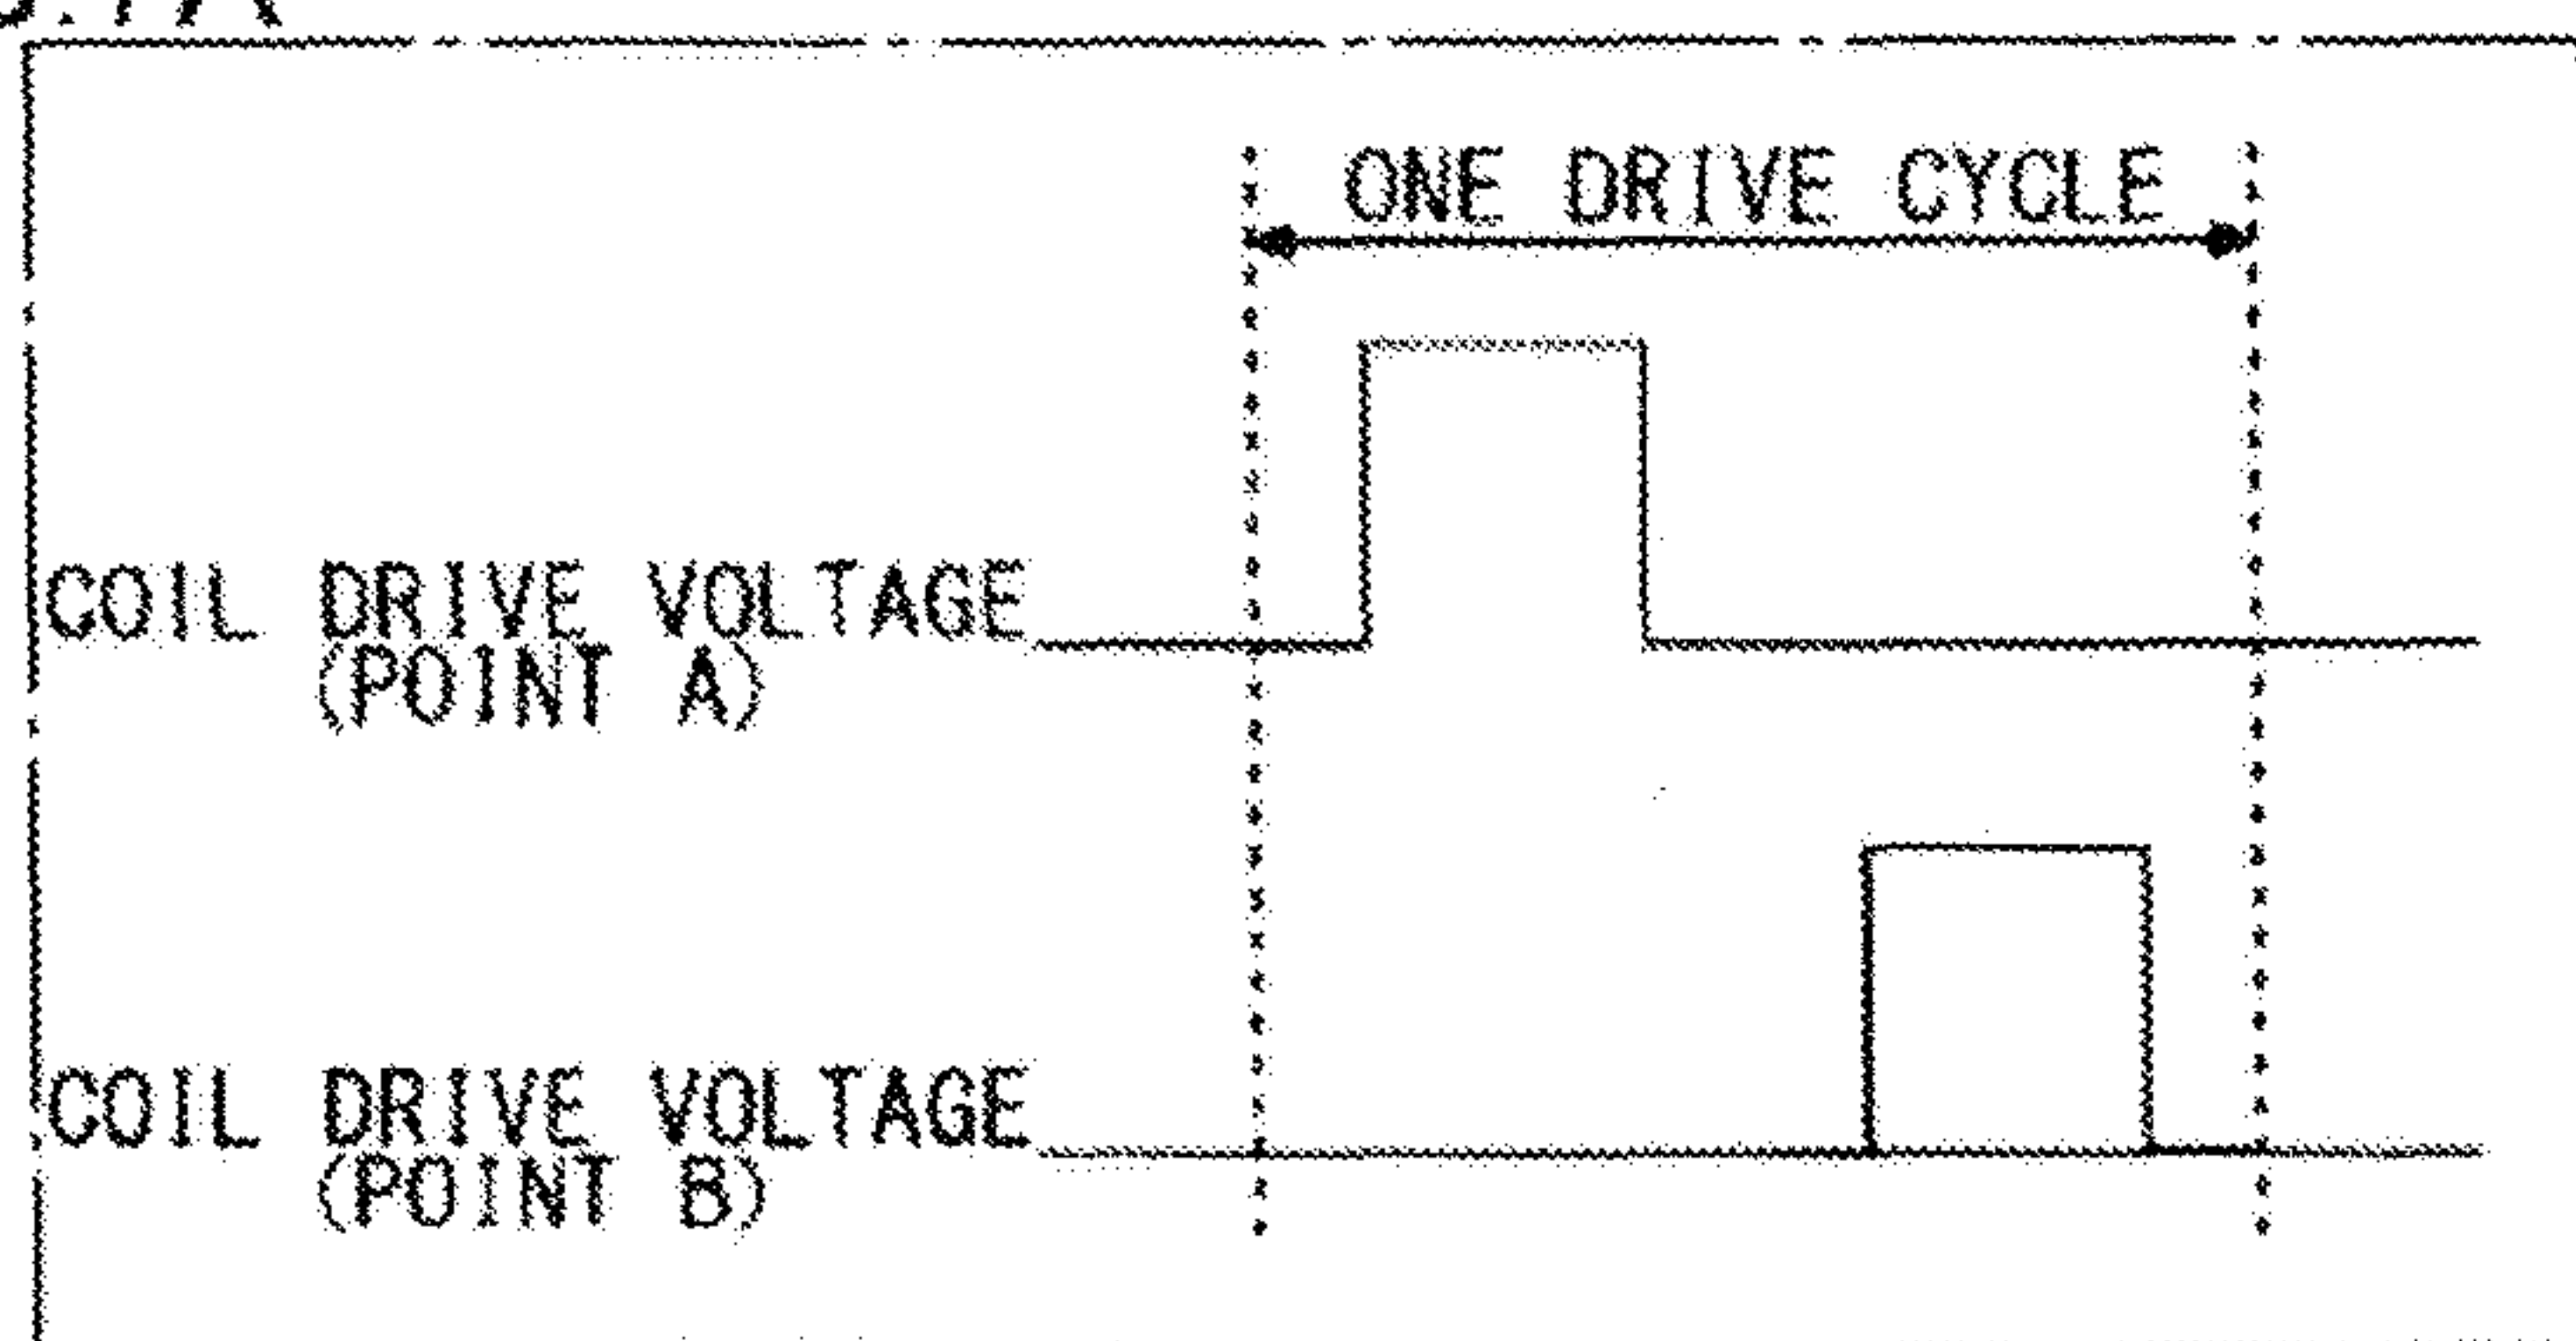 ONE DRIVE CYCLE
COIL DRIVE VOLTAGE
(POINT A)
COIL DRIVE VOLTAGE
(POINT B)